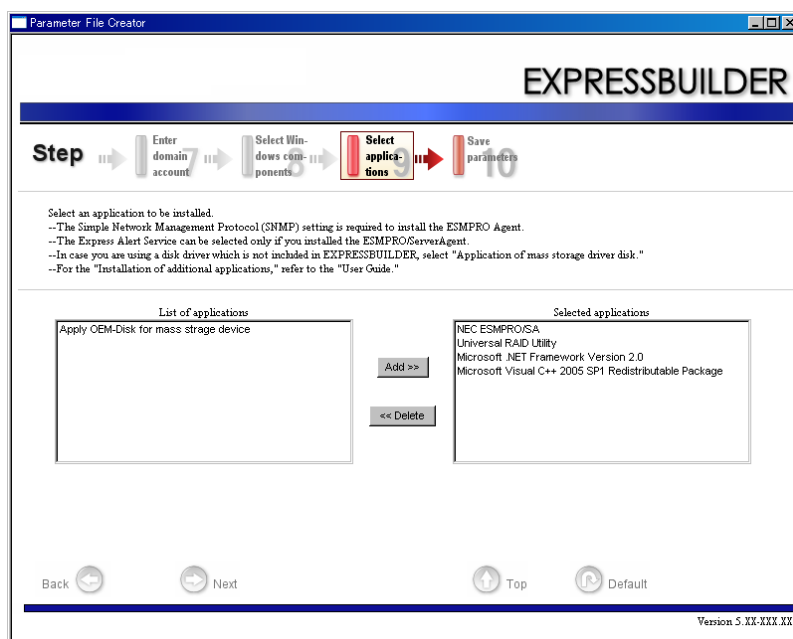 Parameter File Creator
EXPRESSBUILDER
Step
Enter
domain
account
7
Select Win-
dows com-
ponents
8
Select
applica-
tions
9
Save
parameters
10
Select an application to be installed.
--The Simple Network Management Protocol (SNMP) setting is required to install the ESMPRO Agent.
--The Express Alert Service can be selected only if you installed the ESMPRO/ServerAgent.
--In case you are using a disk driver which is not included in EXPRESSBUILDER, select "Application of mass storage driver disk."
--For the "Installation of additional applications," refer to the "User Guide."
List of applications
Apply OEM-Disk for mass strage device
Add >>
<< Delete
Selected applications
NEC ESMPRO/SA
Universal RAID Utility
Microsoft .NET Framework Version 2.0
Microsoft Visual C++ 2005 SP1 Redistributable Package
Back
Next
Top
Default
Version 5.XX-XXX.XX